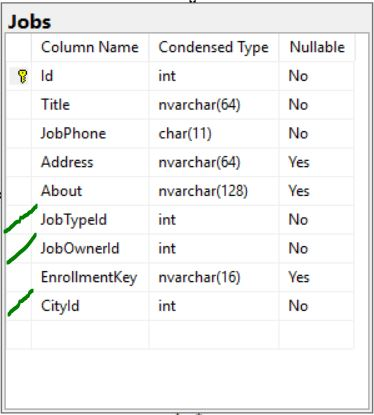 Jobs
Column Name Condensed Type Nullable
Id int No
Title nvarchar(64) No
JobPhone char(11) No
Address nvarchar(64) Yes
About nvarchar(128) Yes
JobTypeId int No
JobOwnerId int No
EnrollmentKey nvarchar(16) Yes
CityId int No